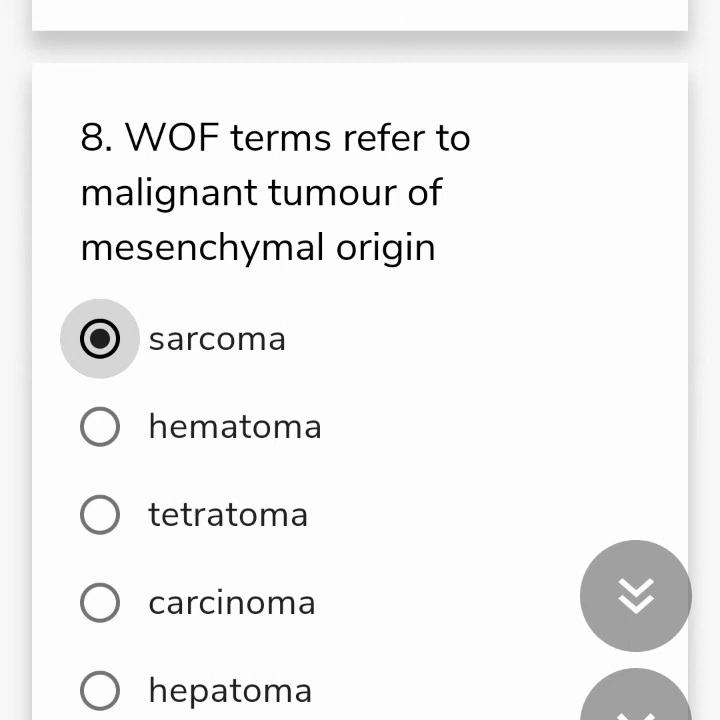 8. WOF terms refer to
malignant tumour of
mesenchymal origin
sarcoma
hematoma
tetratoma
carcinoma
hepatoma